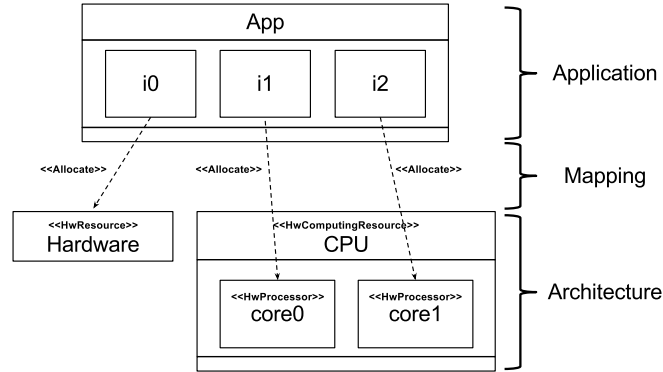 App
i0
i1
i2
Application
<<Allocate>>
<<Allocate>>
<<Allocate>>
Mapping
<<HwResource>>
Hardware
<<HwComputingResource>>
CPU
<<HwProcessor>>
core0
<<HwProcessor>>
core1
Architecture